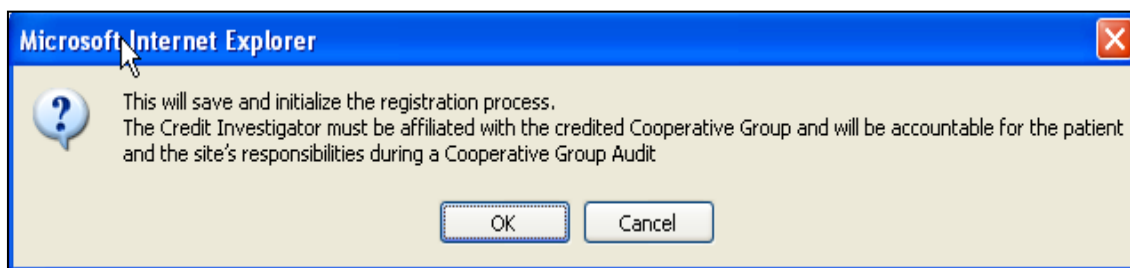 Microsoft Internet Explorer
This will save and initialize the registration process.
The Credit Investigator must be affiliated with the credited Cooperative Group and will be accountable for the patient
and the site's responsibilities during a Cooperative Group Audit
OK Cancel